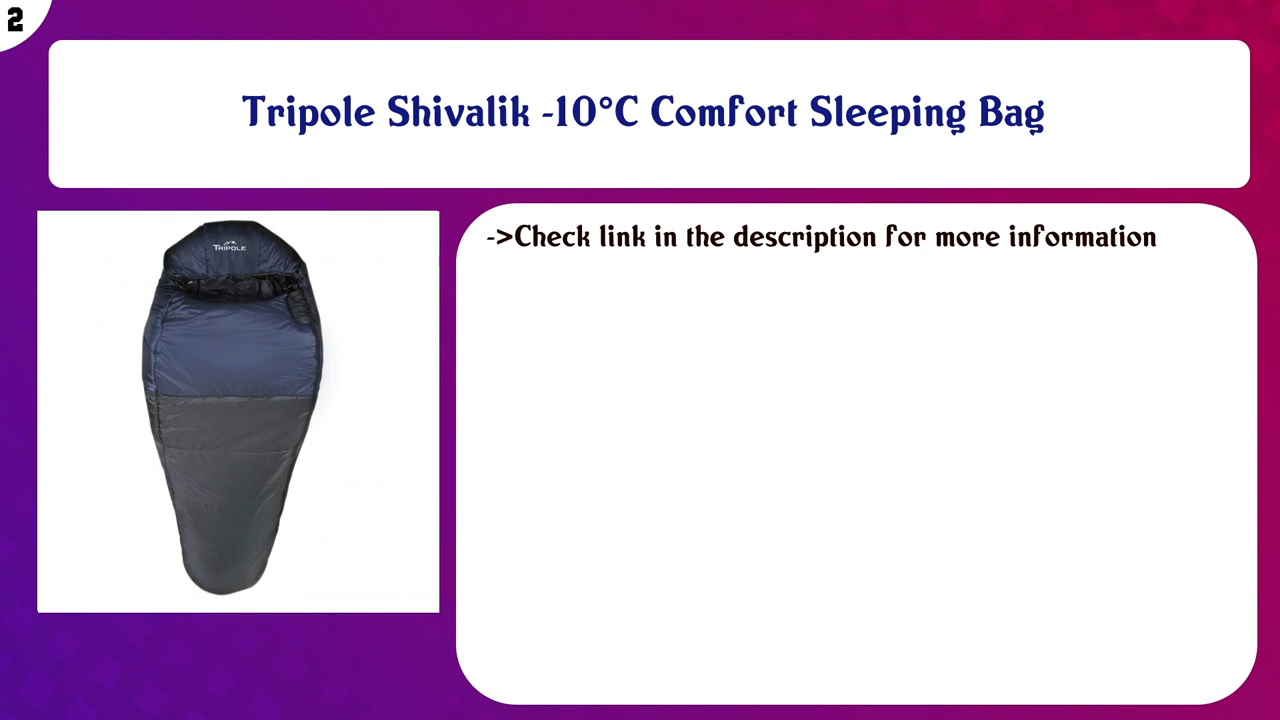 2
Tripole Shivalik -10°C Comfort Sleeping Bag
TRIPOLE
->Check link in the description for more information